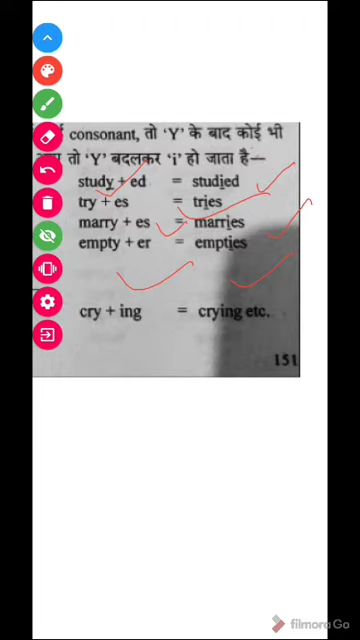 consonant, तो 'Y' के बाद कोई भी
तो 'Y' बदलकर 'i' हो जाता है—
study + ed = studied
try + es = tries
marry + es = marries
empty + er = empties
cry + ing = crying etc.
151
filmora Go